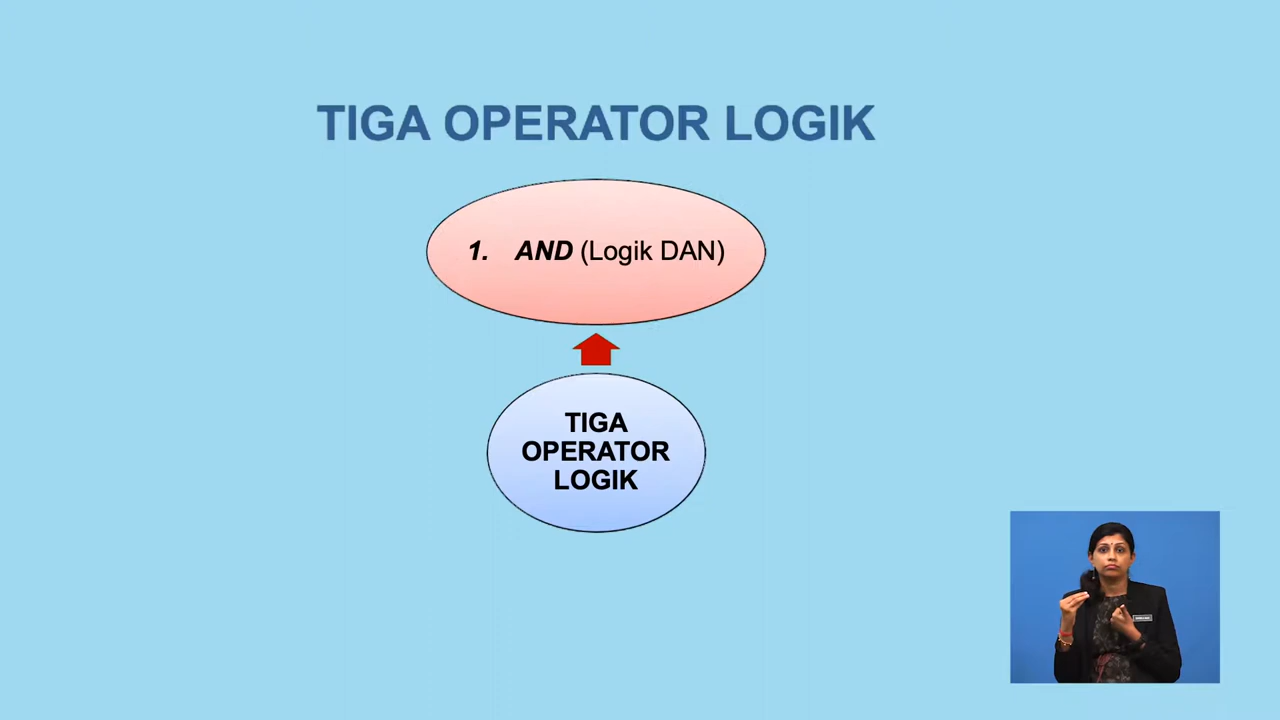 TIGA OPERATOR LOGIK
1. AND (Logik DAN)
TIGA
OPERATOR
LOGIK